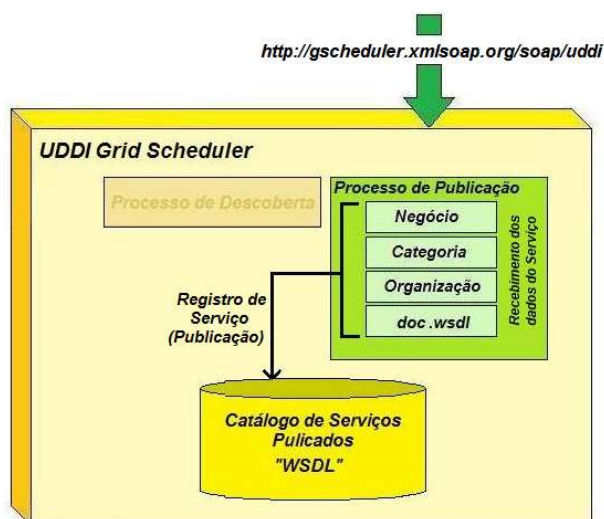 http://gscheduler.xmlsoap.org/soap/uddi
UDDI Grid Scheduler
Processo de Descoberta
Processo de Publicação
Negócio
Categoria
Organização
doc .wsdl
Recebimento dos
dados do Serviço
Registro de
Serviço
(Publicação)
Catálogo de Serviços
Pulicados
"WSDL"